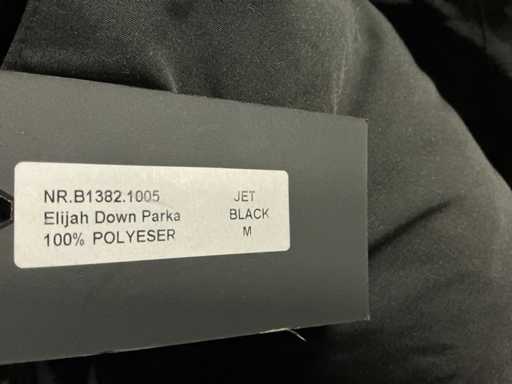 NR.B1382.1005 JET
Elijah Down Parka BLACK
100% POLYESER M